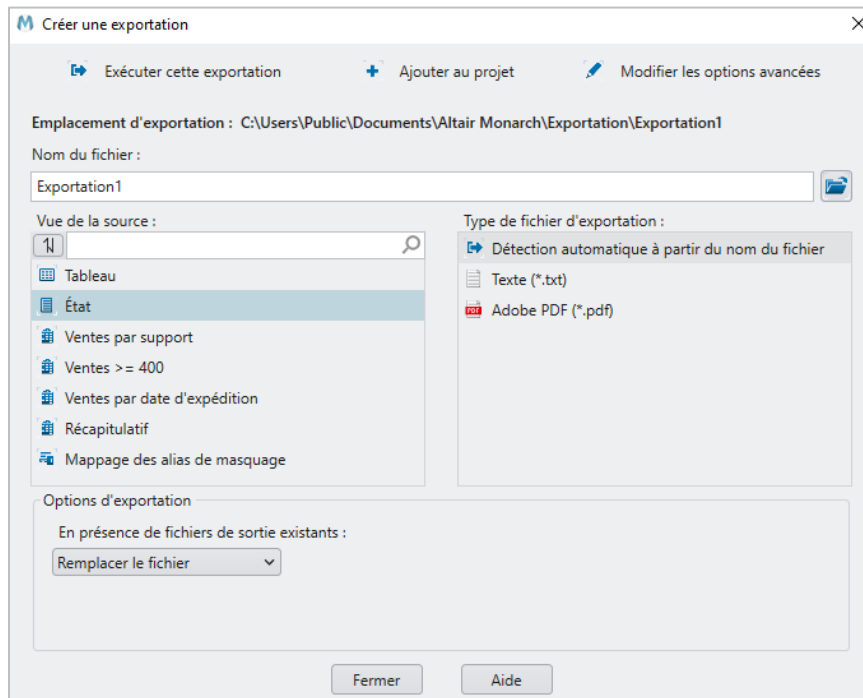 Créer une exportation
Exécuter cette exportation
Ajouter au projet
Modifier les options avancées
Emplacement d'exportation : C:\Users\Public\Documents\Altair Monarch\Exportation\Exportation1
Nom du fichier :
Exportation1
Vue de la source :
Tableau
État
Ventes par support
Ventes >= 400
Ventes par date d'expédition
Récapitulatif
Mappage des alias de masquage
Type de fichier d'exportation :
Détection automatique à partir du nom du fichier
Texte (*.txt)
PDF
Adobe PDF (*.pdf)
Options d'exportation
En présence de fichiers de sortie existants :
Remplacer le fichier
Fermer
Aide